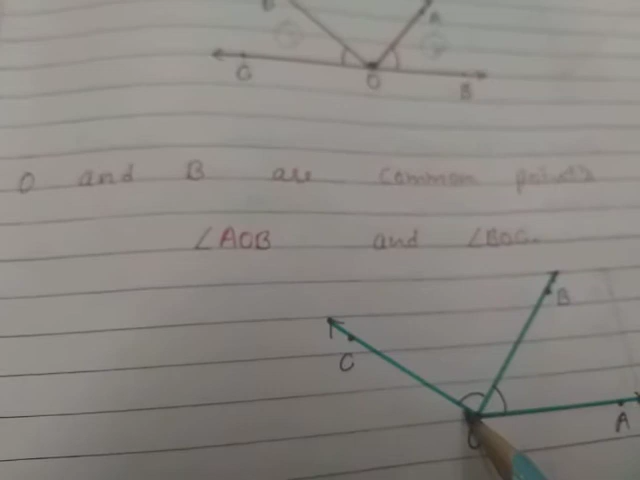 D A
C O B
O and B are common points
∠AOB and ∠BOC.
B
C
O A